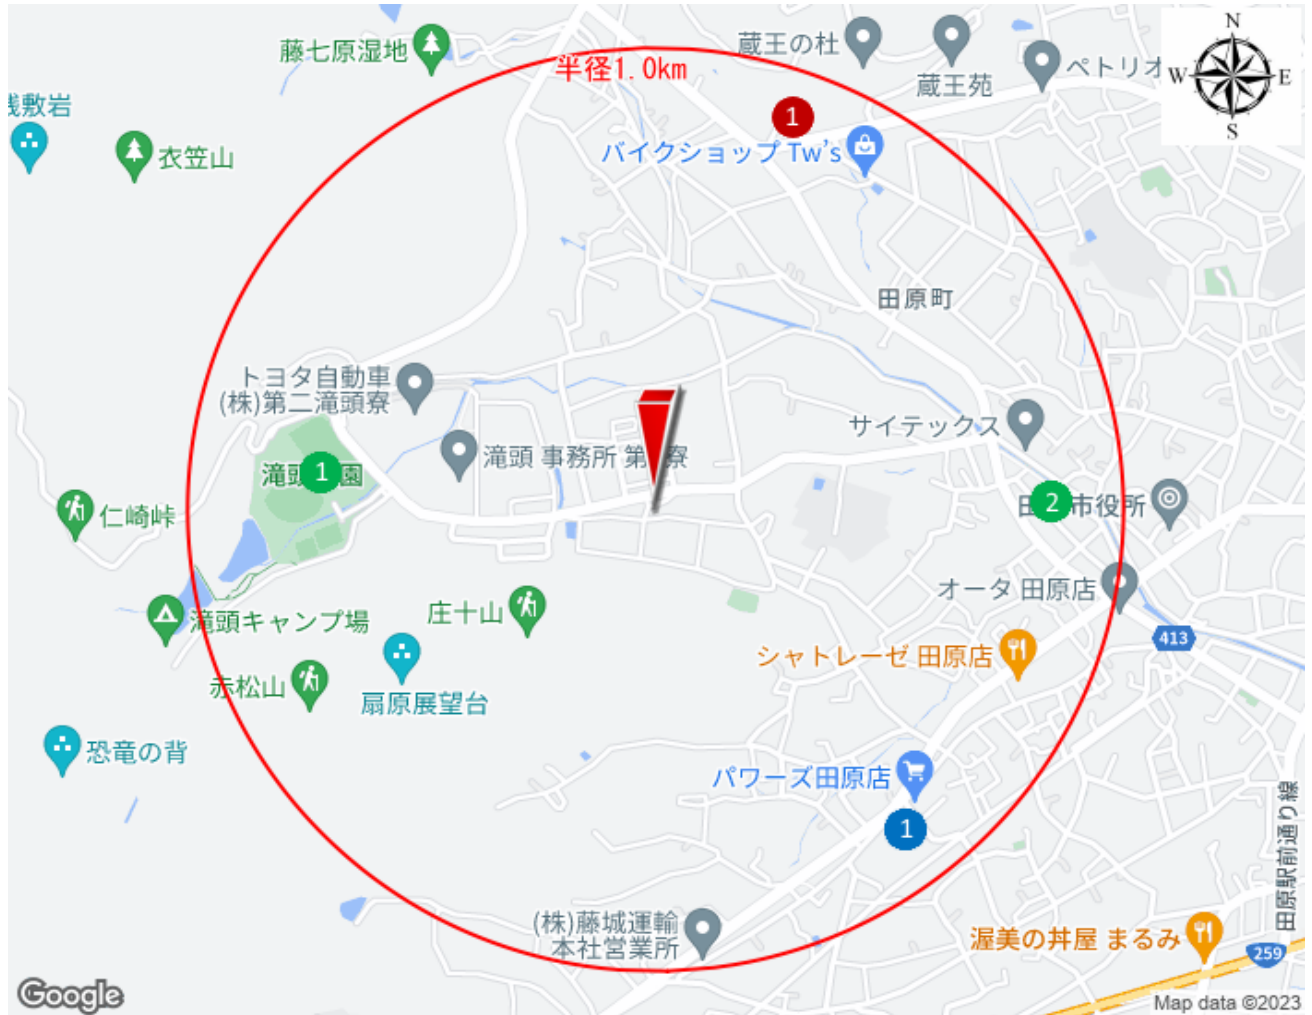 N
W E
S
藤七原湿地
半径1.0km
蔵王の杜
蔵王苑
ペトリオ
浅敷岩
衣笠山
1
バイクショップ Tw's
田原町
トヨタ自動車
(株)第二滝頭寮
サイテックス
滝頭 事務所 第 寮
滝頭 園
1
2
田 市役所
仁崎峠
オータ 田原店
滝頭キャンプ場
庄十山
413
シャトレーゼ 田原店
赤松山
扇原展望台
恐竜の背
パワーズ田原店
1
田原駅前通り線
(株)藤城運輸
本社営業所
渥美の丼屋 まるみ
259
Google
Map data ©2023